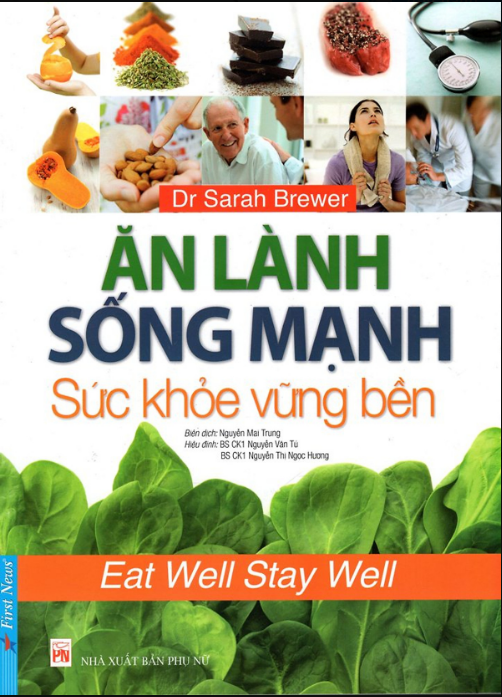 Dr Sarah Brewer
ĂN LÀNH
SỐNG MẠNH
Sức khỏe vững bền
Biên dịch: Nguyễn Mai Trung
Hiệu đính: BS CK1 Nguyễn Văn Tú
BS CK1 Nguyễn Thị Ngọc Hương
Eat Well Stay Well
First News
PN
NHÀ XUẤT BẢN PHỤ NỮ